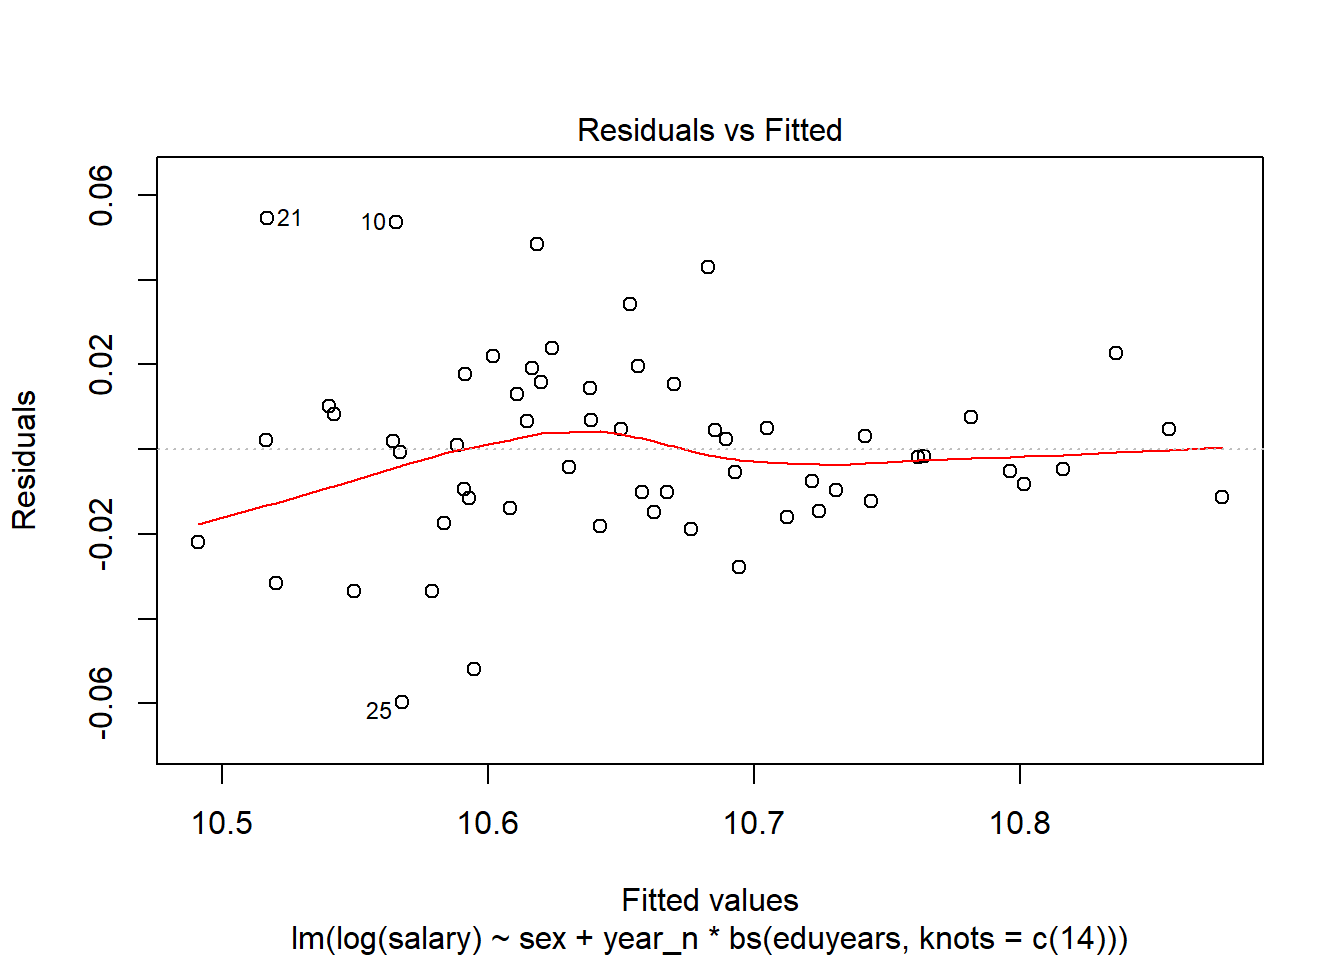 Residuals vs Fitted
0.06
0.02
-0.02
-0.06
Residuals
21
10
25
10.5 10.6 10.7 10.8
Fitted values
lm(log(salary) ~ sex + year_n * bs(eduyears, knots = c(14)))